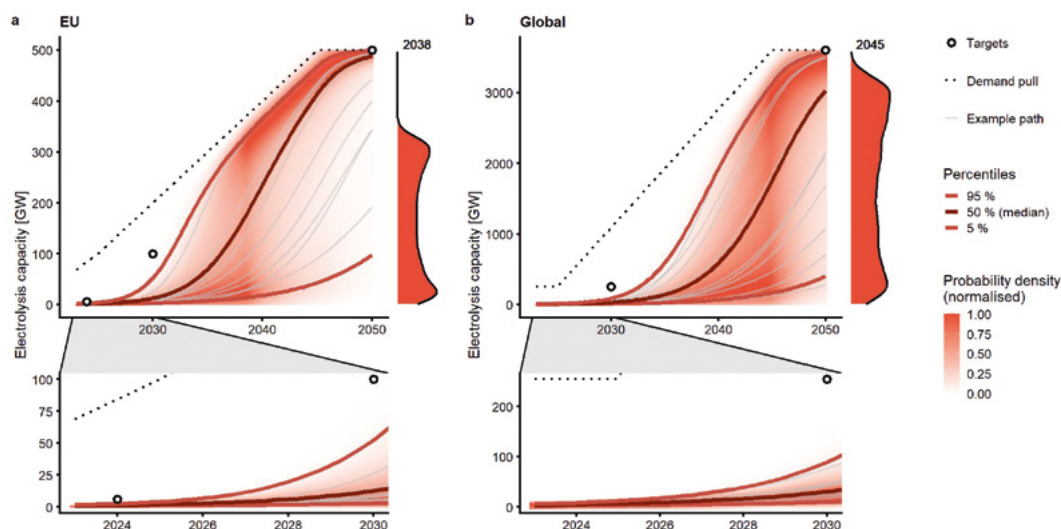 a EU
Electrolysis capacity [GW]
500
400
300
200
100
0
2030 2040 2050
2038
100
75
50
25
0
2024 2026 2028 2030
b Global
Electrolysis capacity [GW]
3000
2000
1000
0
2030 2040 2050
2045
200
100
0
2024 2026 2028 2030
Targets
Demand pull
Example path
Percentiles
95 %
50 % (median)
5 %
Probability density
(normalised)
1.00
0.75
0.50
0.25
0.00